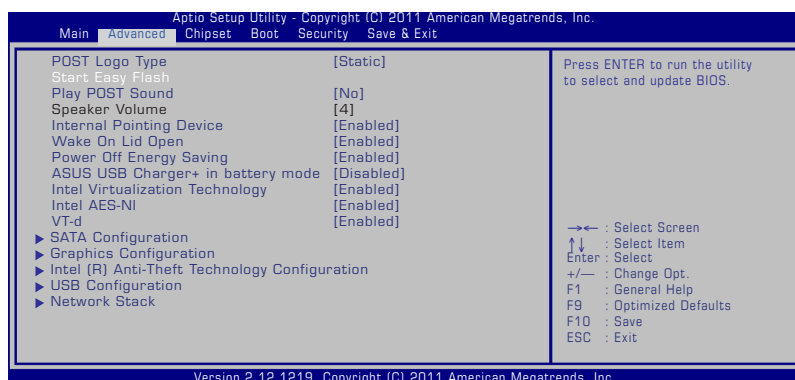 Aptio Setup Utility - Copyright (C) 2011 American Megatrends, Inc.
Main Advanced Chipset Boot Security Save & Exit
POST Logo Type [Static]
Start Easy Flash
Play POST Sound [No]
Speaker Volume [4]
Internal Pointing Device [Enabled]
Wake On Lid Open [Enabled]
Power Off Energy Saving [Enabled]
ASUS USB Charger+ in battery mode [Disabled]
Intel Virtualization Technology [Enabled]
Intel AES-NI [Enabled]
VT-d [Enabled]
SATA Configuration
Graphics Configuration
Intel (R) Anti-Theft Technology Configuration
USB Configuration
Network Stack
Press ENTER to run the utility
to select and update BIOS.
→← : Select Screen
↑↓ : Select Item
Enter : Select
+/— : Change Opt.
F1 : General Help
F9 : Optimized Defaults
F10 : Save
ESC : Exit
Version 2.12.1219. Copyright (C) 2011 American Megatrends, Inc.